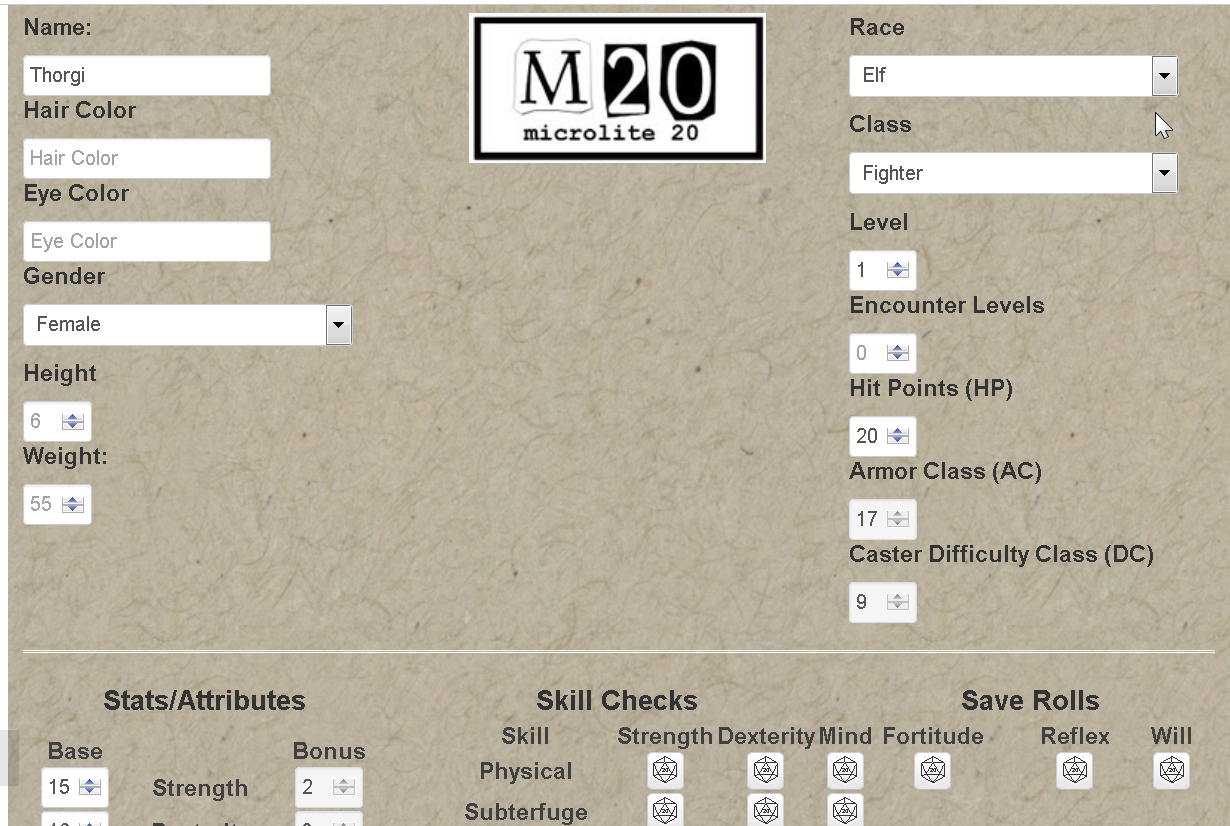 Name:
Thorgi
Hair Color
Hair Color
Eye Color
Eye Color
Gender
Female
Height
6
Weight:
55
M20
microlite 20
Race
Elf
Class
Fighter
Level
1
Encounter Levels
0
Hit Points (HP)
20
Armor Class (AC)
17
Caster Difficulty Class (DC)
9
Stats/Attributes
Base Bonus
15 Strength 2
Skill Checks
Skill Strength Dexterity Mind
Physical
Subterfuge
Save Rolls
Fortitude Reflex Will